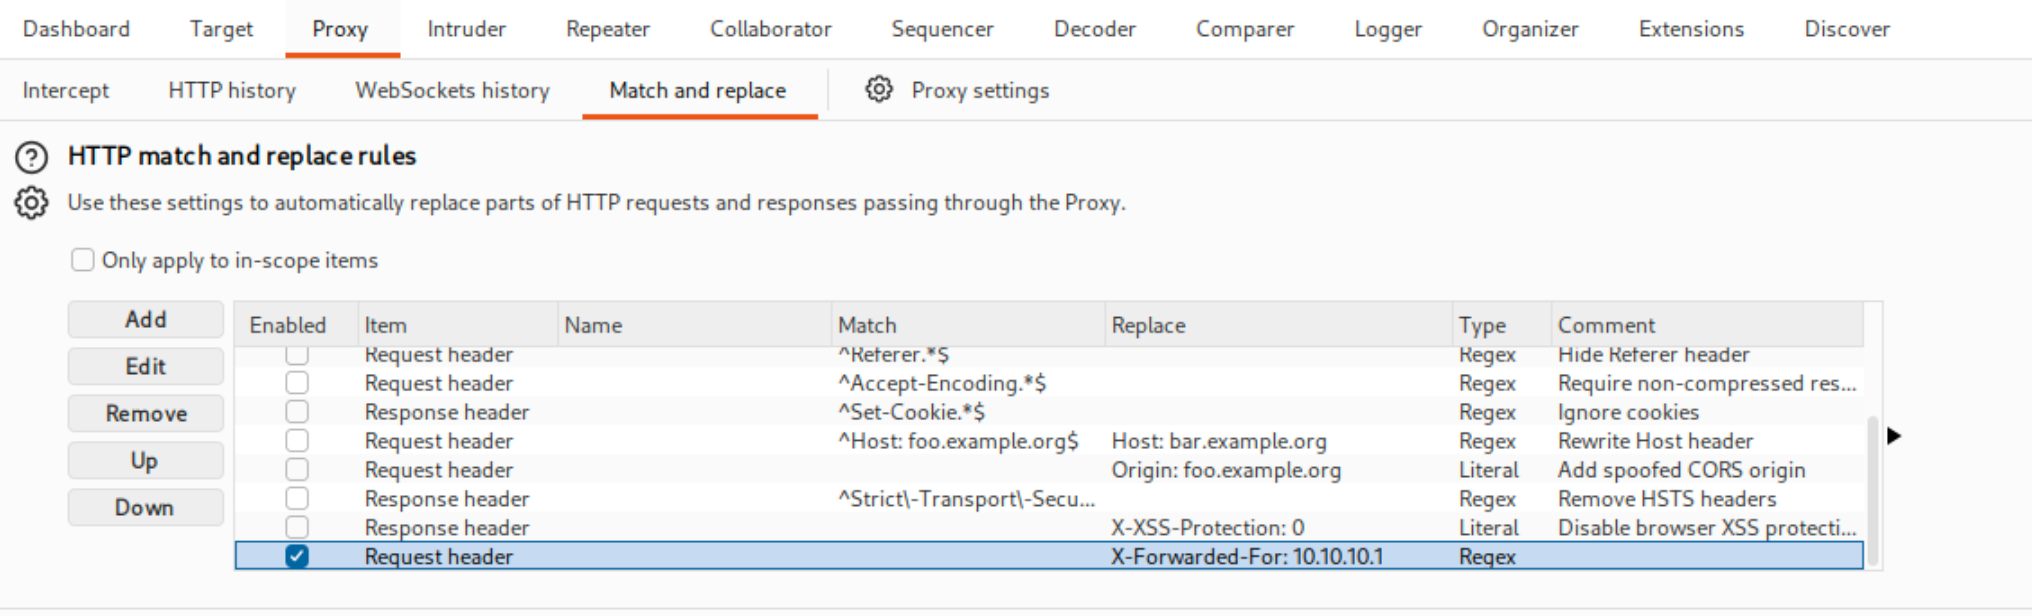 Dashboard Target Proxy Intruder Repeater Collaborator Sequencer Decoder Comparer Logger Organizer Extensions Discover
Intercept HTTP history WebSockets history Match and replace Proxy settings
HTTP match and replace rules
Use these settings to automatically replace parts of HTTP requests and responses passing through the Proxy.
Only apply to in-scope items
Add
Edit
Remove
Up
Down
Enabled Item Name Match Replace Type Comment
Request header ^Referer.*$ Regex Hide Referer header
Request header ^Accept-Encoding.*$ Regex Require non-compressed res...
Response header ^Set-Cookie.*$ Regex Ignore cookies
Request header ^Host: foo.example.org$ Host: bar.example.org Regex Rewrite Host header
Request header Origin: foo.example.org Literal Add spoofed CORS origin
Response header ^Strict\-Transport\-Secu... Regex Remove HSTS headers
Response header X-XSS-Protection: 0 Literal Disable browser XSS protecti...
Request header X-Forwarded-For: 10.10.10.1 Regex